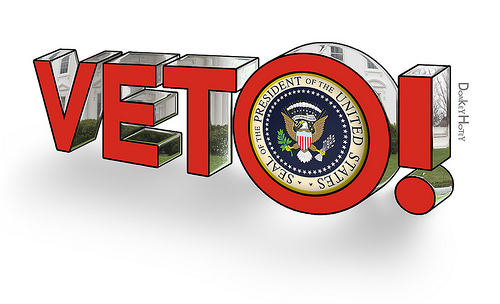 VETO!
SEAL OF THE PRESIDENT OF THE UNITED STATES
DonkeyHotey